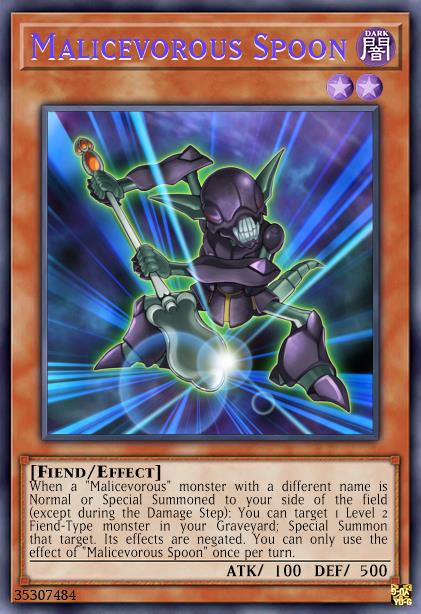 Malicevorous Spoon
DARK
闇
[Fiend/Effect]
When a "Malicevorous" monster with a different name is
Normal or Special Summoned to your side of the field
(except during the Damage Step): You can target 1 Level 2
Fiend-Type monster in your Graveyard; Special Summon
that target. Its effects are negated. You can only use the
effect of "Malicevorous Spoon" once per turn.
ATK/ 100 DEF/ 500
35307484